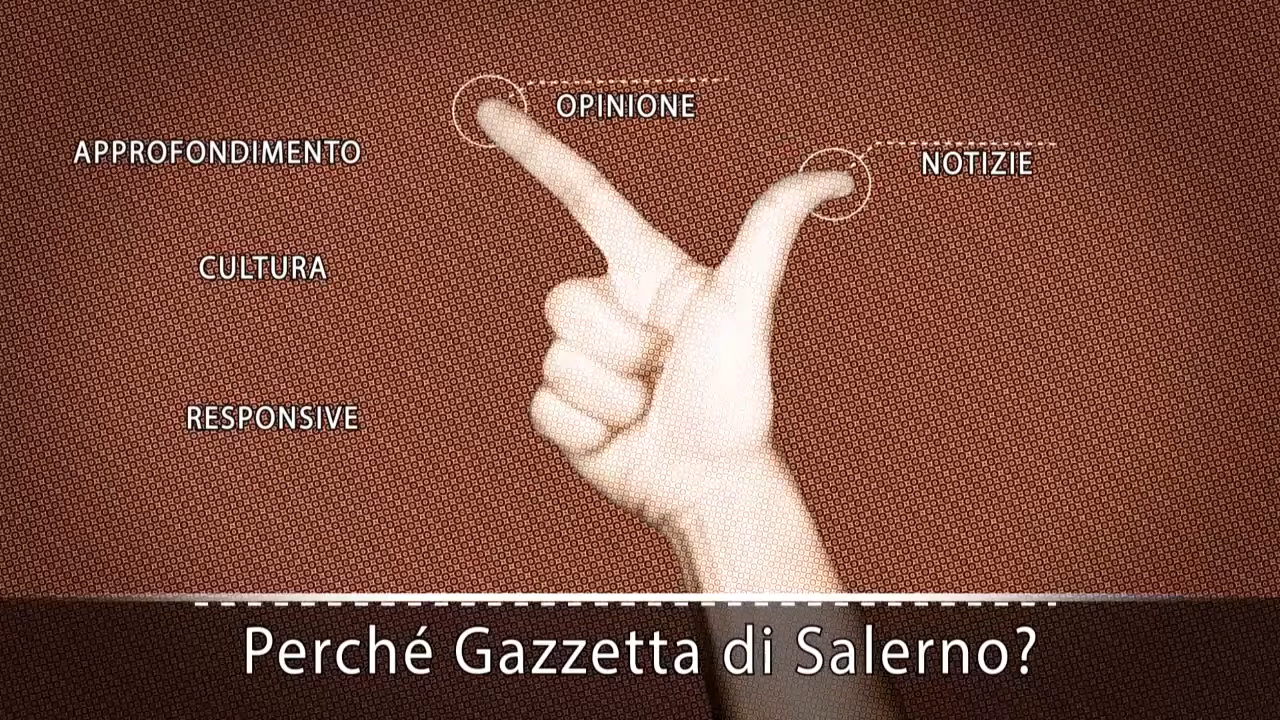 OPINIONE
APPROFONDIMENTO
NOTIZIE
CULTURA
RESPONSIVE
Perché Gazzetta di Salerno?